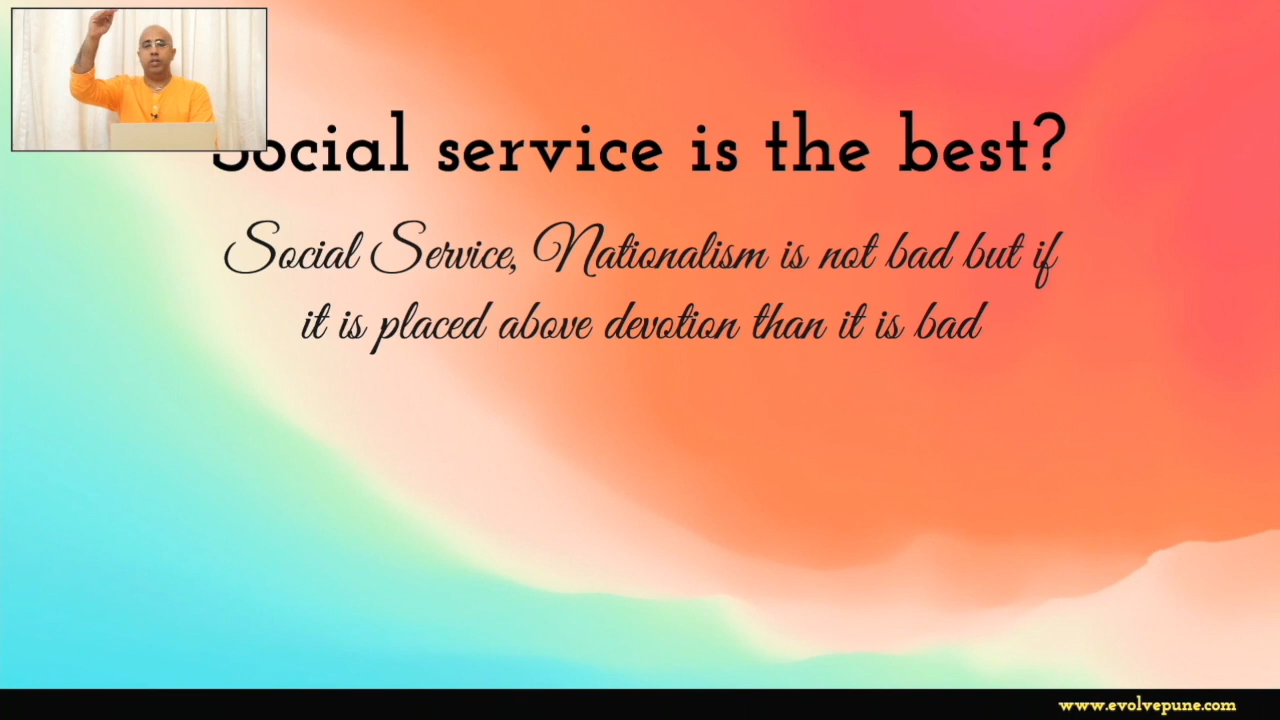 Social service is the best?
Social Service, Nationalism is not bad but if
it is placed above devotion than it is bad
www.evolvepune.com